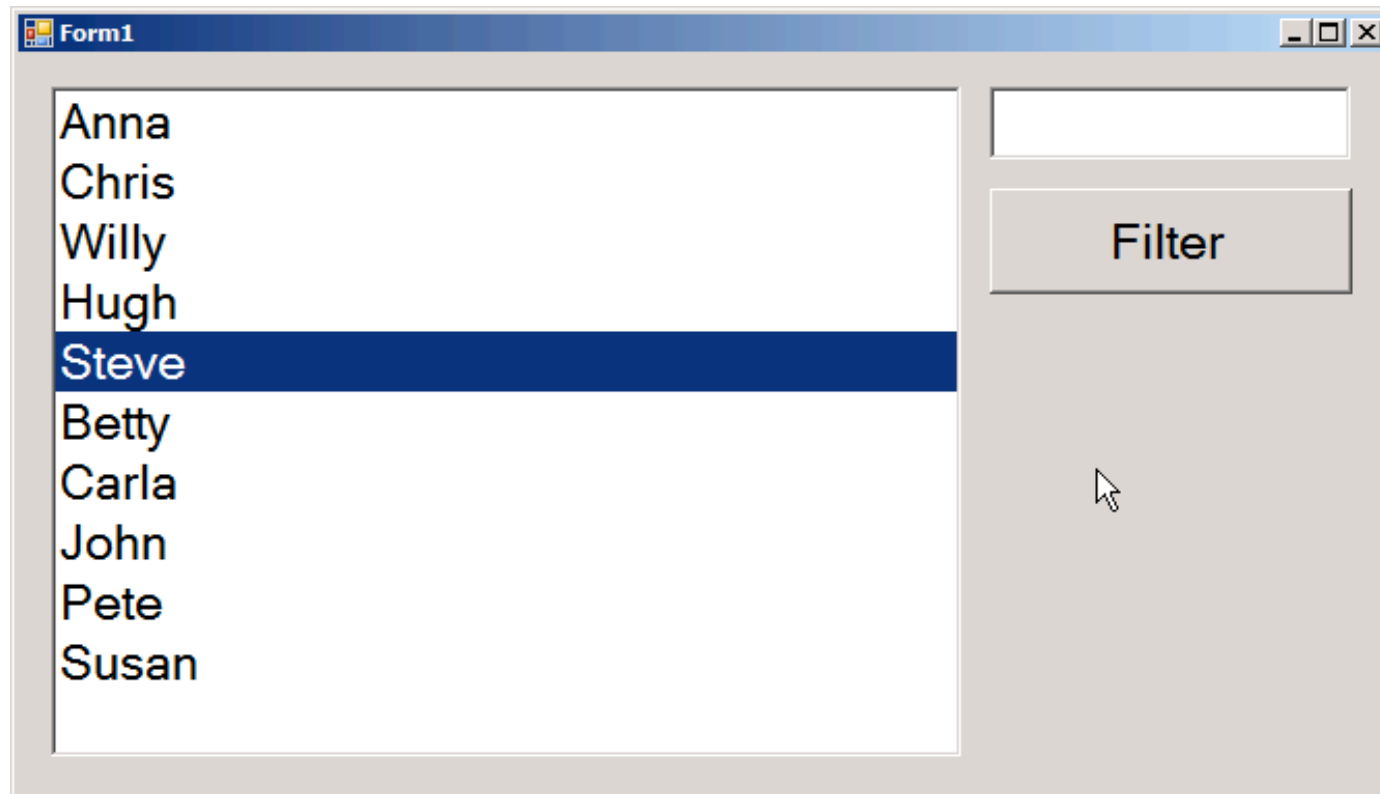 Form1
Anna
Chris
Willy
Hugh
Steve
Betty
Carla
John
Pete
Susan
Filter